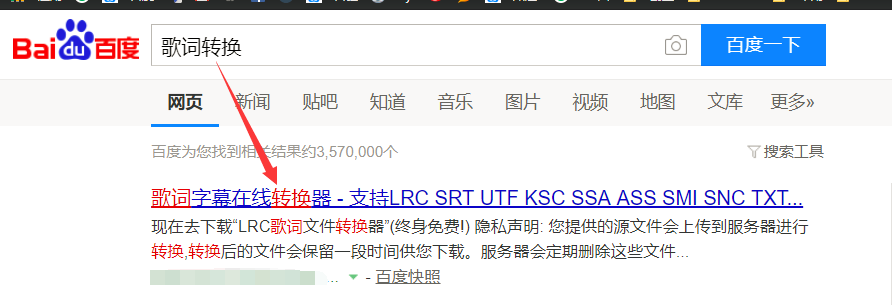 Bai du 百度
歌词转换
百度一下
网页 新闻 贴吧 知道 音乐 图片 视频 地图 文库 更多»
百度为您找到相关结果约3,570,000个
搜索工具
歌词字幕在线转换器 - 支持LRC SRT UTF KSC SSA ASS SMI SNC TXT...
现在去下载“LRC歌词文件转换器”(终身免费!) 隐私声明: 您提供的源文件会上传到服务器进行
转换,转换后的文件会保留一段时间供您下载。服务器会定期删除这些文件...
... - 百度快照